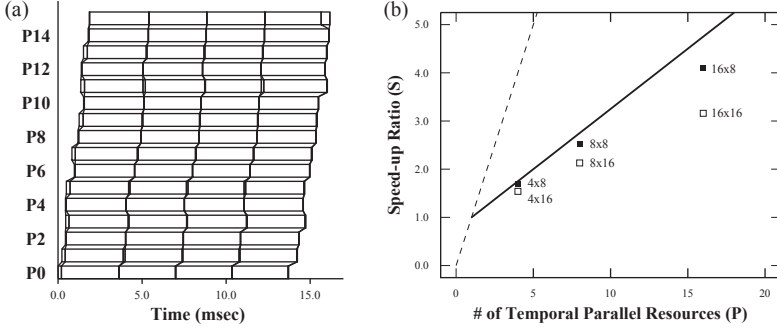 (a)
P14
P12
P10
P8
P6
P4
P2
P0
0.0 5.0 10.0 15.0
Time (msec)
(b)
Speed-up Ratio (S)
5.0
4.0
3.0
2.0
1.0
0.0
16x8
16x16
8x8
8x16
4x8
4x16
0 5 10 15 20
# of Temporal Parallel Resources (P)